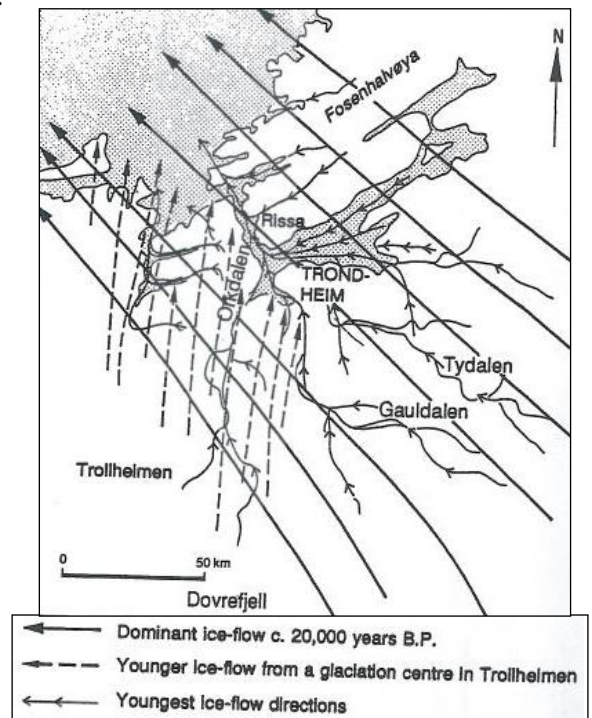 N
Fosenhalvøya
Rissa
Orkdalen
TROND-
HEIM
Tydalen
Gauldalen
Trollheimen
0 50 km
Dovrefjell
Dominant ice-flow c. 20,000 years B.P.
Younger ice-flow from a glaciation centre in Trollheimen
Youngest ice-flow directions